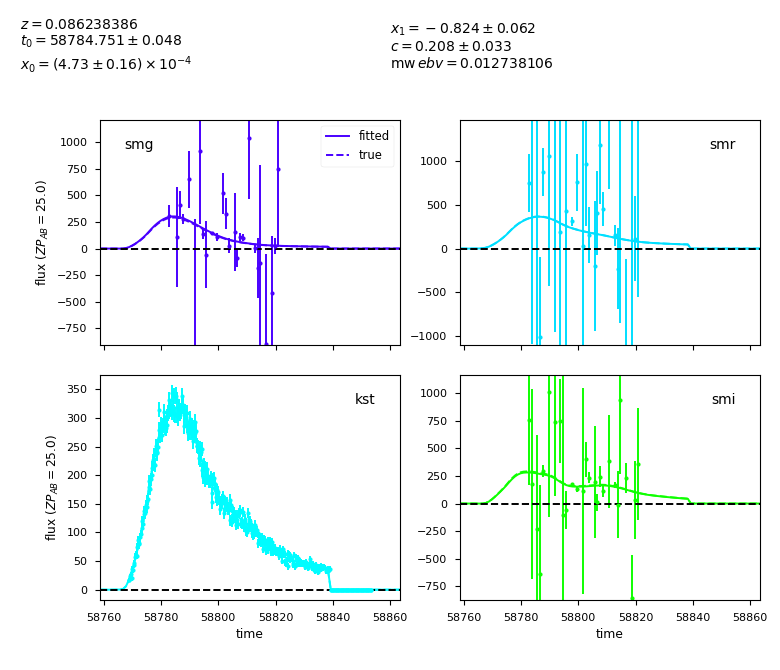 z = 0.086238386
t₀ = 58784.751 ± 0.048
x₀ = (4.73 ± 0.16) × 10⁻⁴
x₁ = −0.824 ± 0.062
c = 0.208 ± 0.033
mw ebv = 0.012738106
smg
fitted
true
1000
750
500
250
0
−250
−500
−750
flux (ZP_AB = 25.0)
smr
1000
500
0
−500
−1000
kst
350
300
250
200
150
100
50
0
flux (ZP_AB = 25.0)
58760 58780 58800 58820 58840 58860
time
smi
1000
750
500
250
0
−250
−500
−750
58760 58780 58800 58820 58840 58860
time